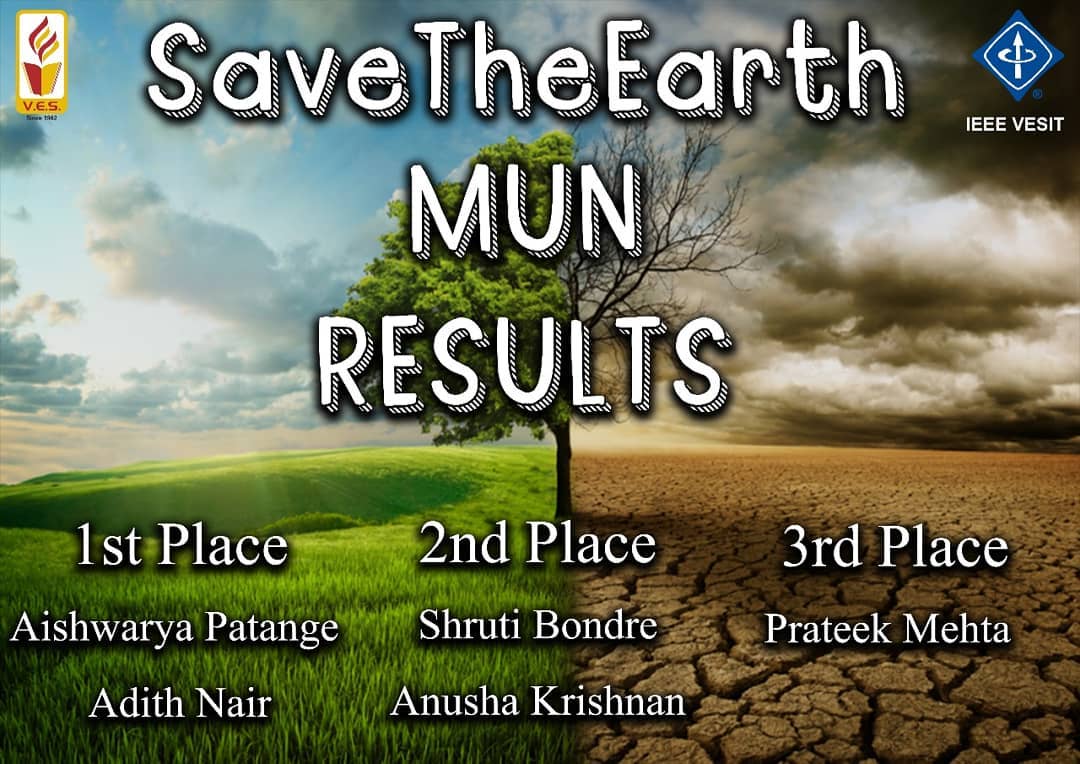 SaveTheEarth
V.E.S.
Since 1962
IEEE VESIT
MUN
RESULTS
1st Place
2nd Place
3rd Place
Aishwarya Patange
Shruti Bondre
Prateek Mehta
Adith Nair
Anusha Krishnan